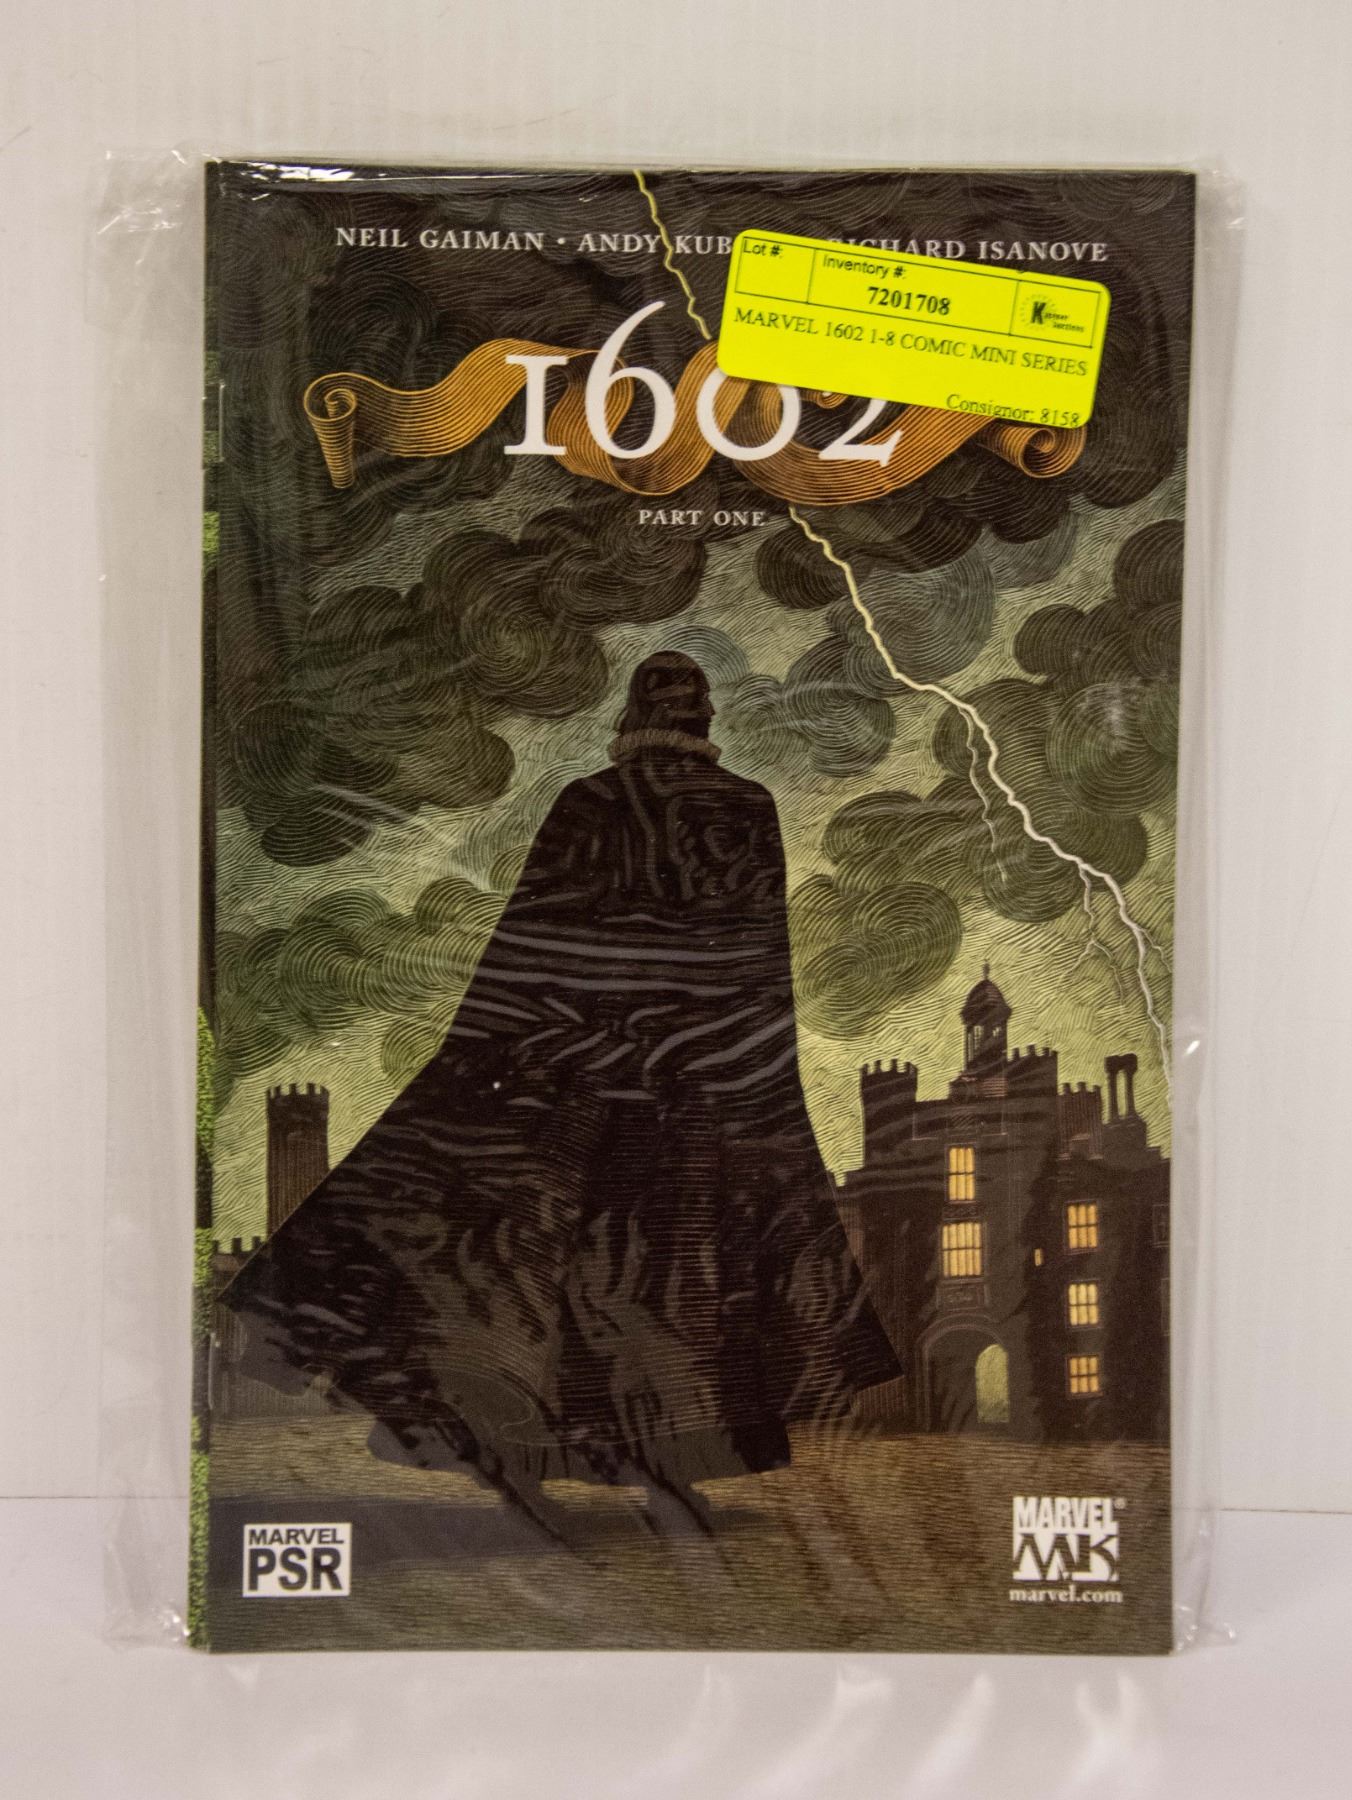 NEIL GAIMAN • ANDY KUB RICHARD ISANOVE
Lot #:
Inventory #:
7201708
MARVEL 1602 1-8 COMIC MINI SERIES
Consignor: 8158
1602
PART ONE
MARVEL
PSR
MARVEL®
MK
marvel.com